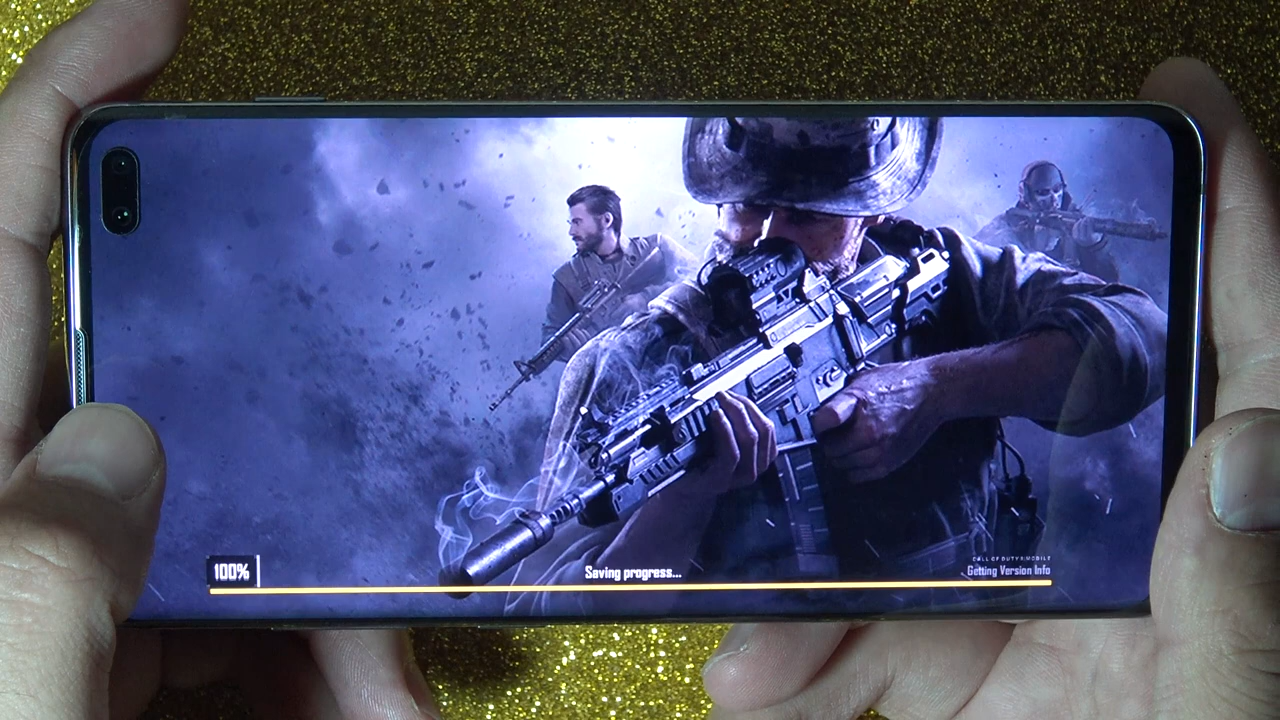 100%
Saving progress...
CALL OF DUTY®:MOBILE
Getting Version Info